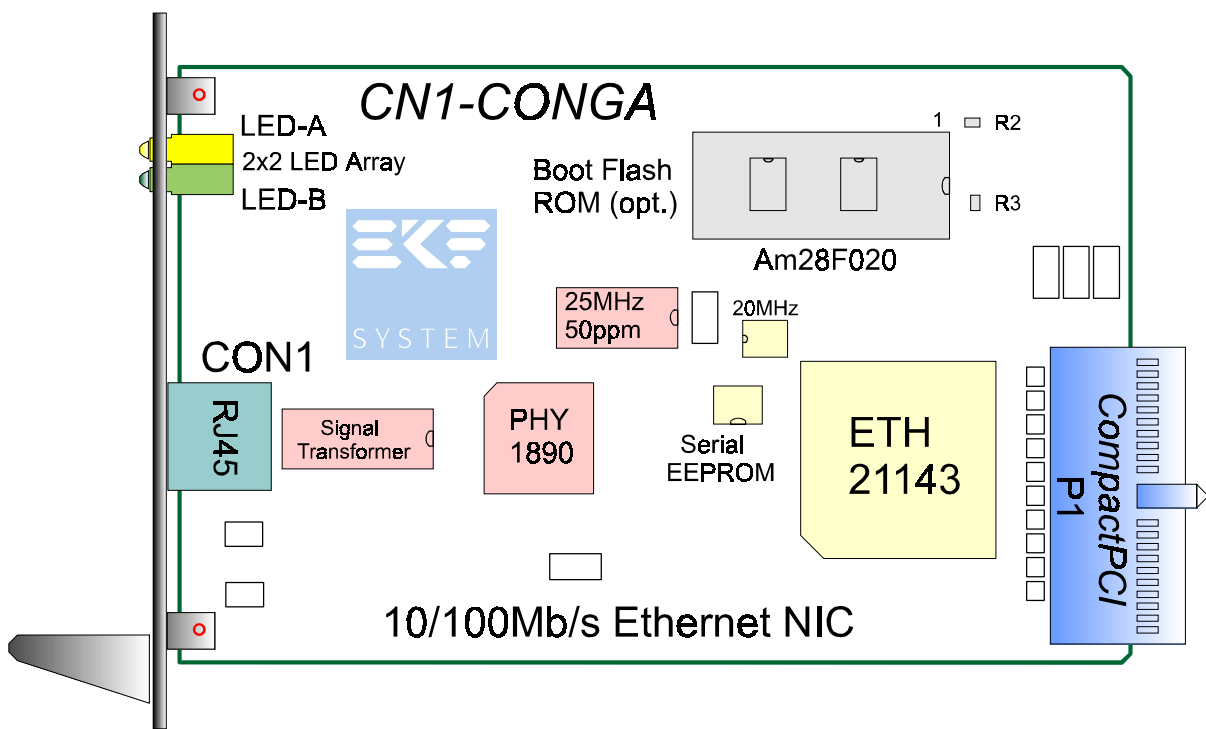 CN1-CONGA
LED-A
2x2 LED Array
LED-B
Boot Flash
ROM (opt.)
1
R2
R3
Am28F020
EKF
SYSTEM
25MHz
50ppm
20MHz
CON1
RJ45
Signal
Transformer
PHY
1890
Serial
EEPROM
ETH
21143
CompactPCI
P1
10/100Mb/s Ethernet NIC